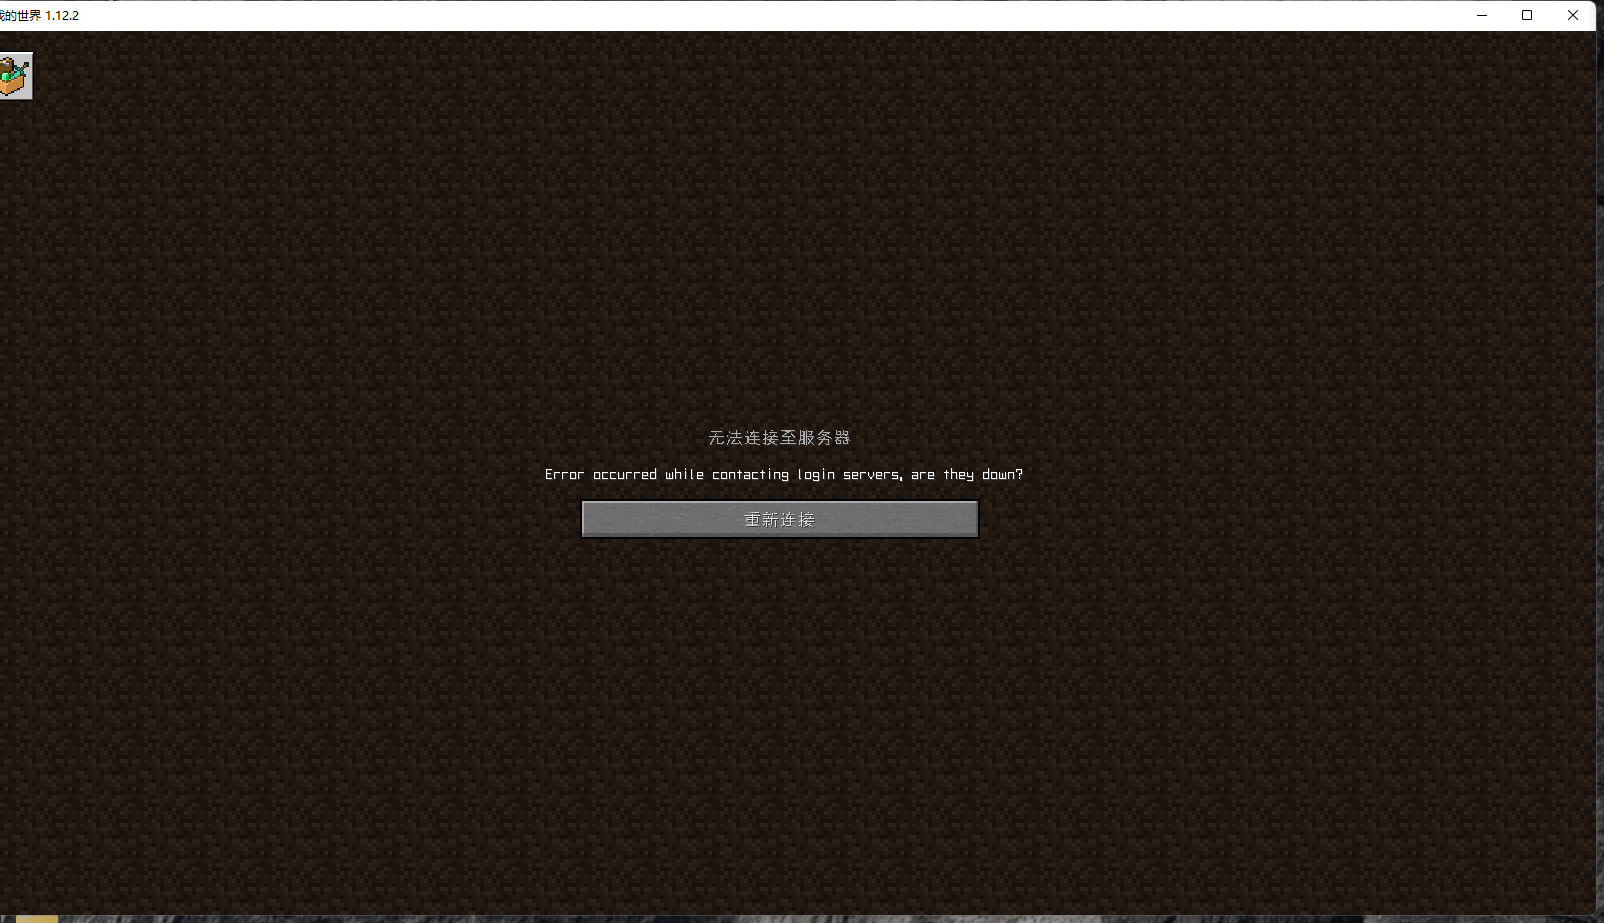 我的世界 1.12.2
无法连接至服务器
Error occurred while contacting login servers, are they down?
重新连接